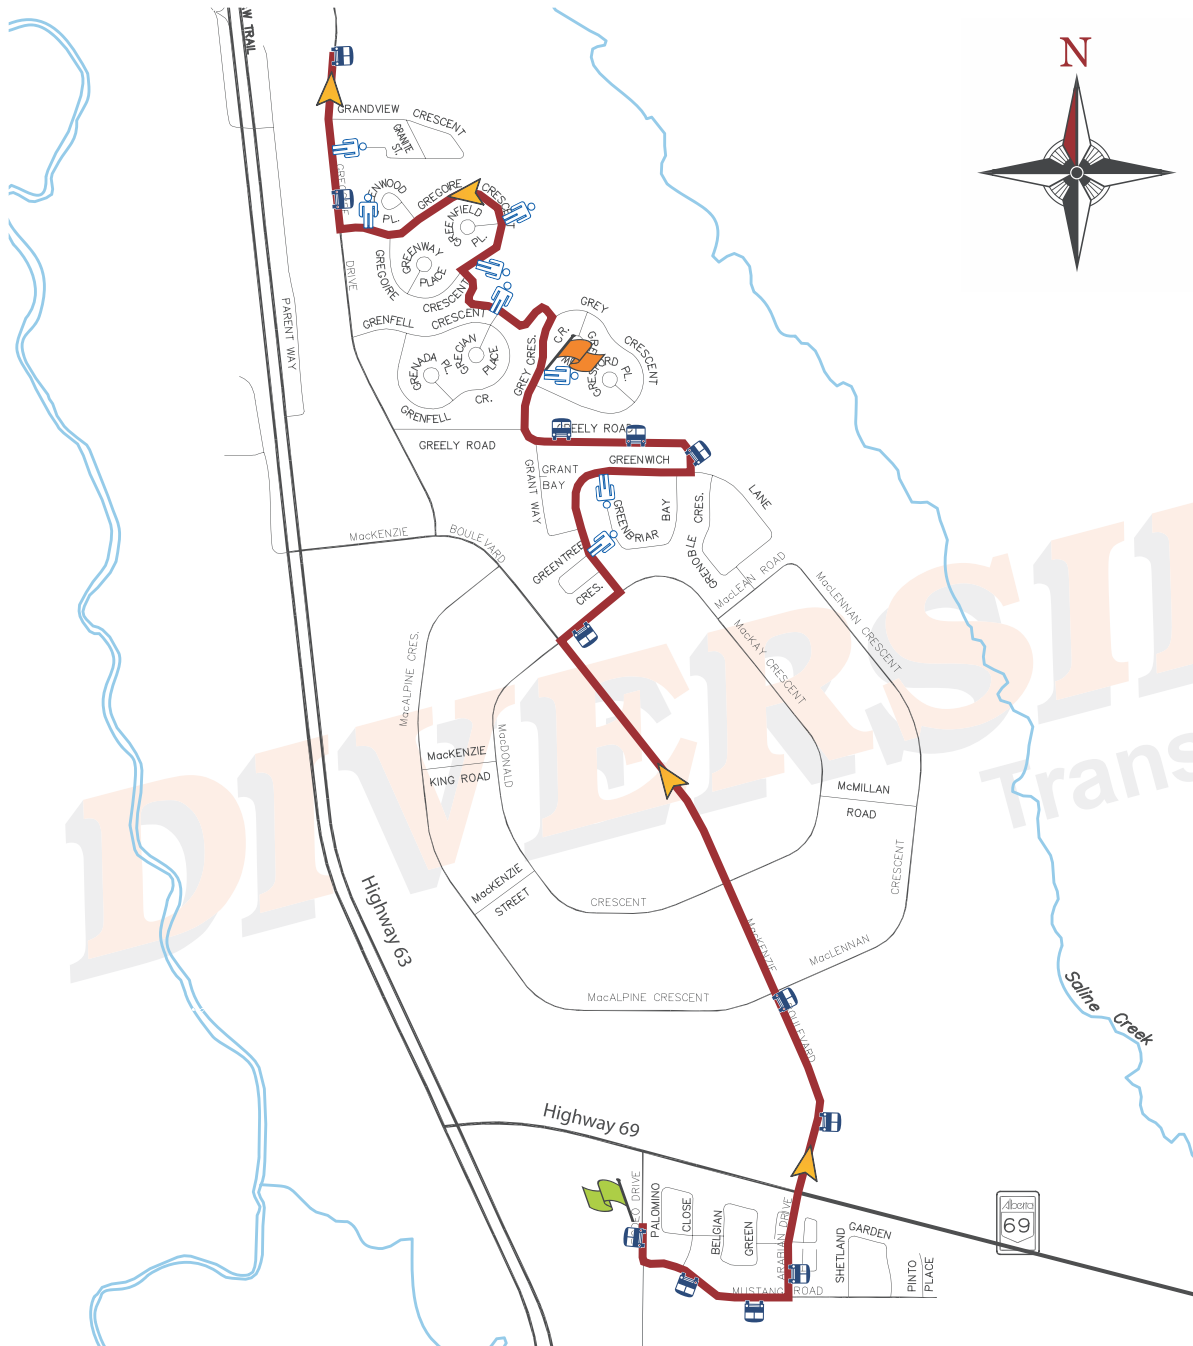 N
W TRAIL
GRANDVIEW
CRESCENT
GRANITE
ST.
ENWOOD
PL.
GREGOIRE
CRESCENT
GREENFIELD
PL.
GREENWAY
PLACE
GREGOIRE
CRESCENT
DRIVE
PARENT WAY
GRENFELL
CRESCENT
GREY
CR.
CRESCENT
GREY CRES.
GRECIAN
PLACE
GRENADA
PL.
PL.
CR.
GRENFELL
GREELY ROAD
GREELY ROAD
GREENWICH
GRANT
BAY
GRANT WAY
GREENBRIAR
BAY
CRES.
LANE
GRENOBLE
MacKENZIE
BOULEVARD
GREENTREE
CRES.
MacLEAN ROAD
MacLENNAN CRESCENT
MacKAY CRESCENT
MacALPINE CRES.
MacDONALD
MacKENZIE
KING ROAD
McMILLAN
ROAD
MacKENZIE
STREET
CRESCENT
CRESCENT
MacKENZIE
MacLENNAN
MacALPINE CRESCENT
BOULEVARD
DIVERSI
Trans
Highway 63
Saline Creek
Highway 69
EO DRIVE
PALOMINO
CLOSE
BELGIAN
GREEN
ARABIAN DRIVE
SHETLAND
GARDEN
PINTO
PLACE
MUSTANG ROAD
Alberta
69